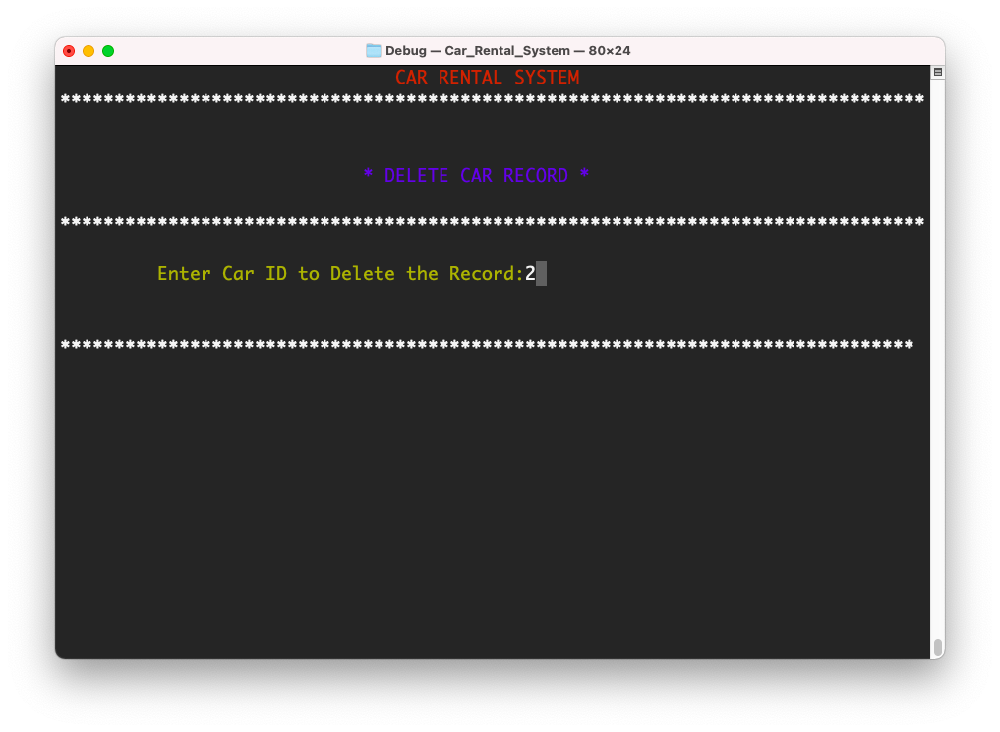 Debug — Car_Rental_System — 80×24
CAR RENTAL SYSTEM
********************************************************************************
* DELETE CAR RECORD *
********************************************************************************
Enter Car ID to Delete the Record:2
*******************************************************************************